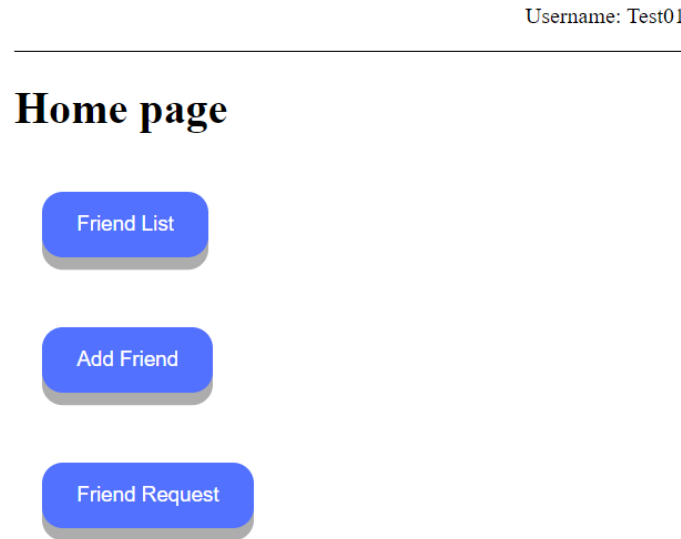 Username: Test01
Home page
Friend List
Add Friend
Friend Request